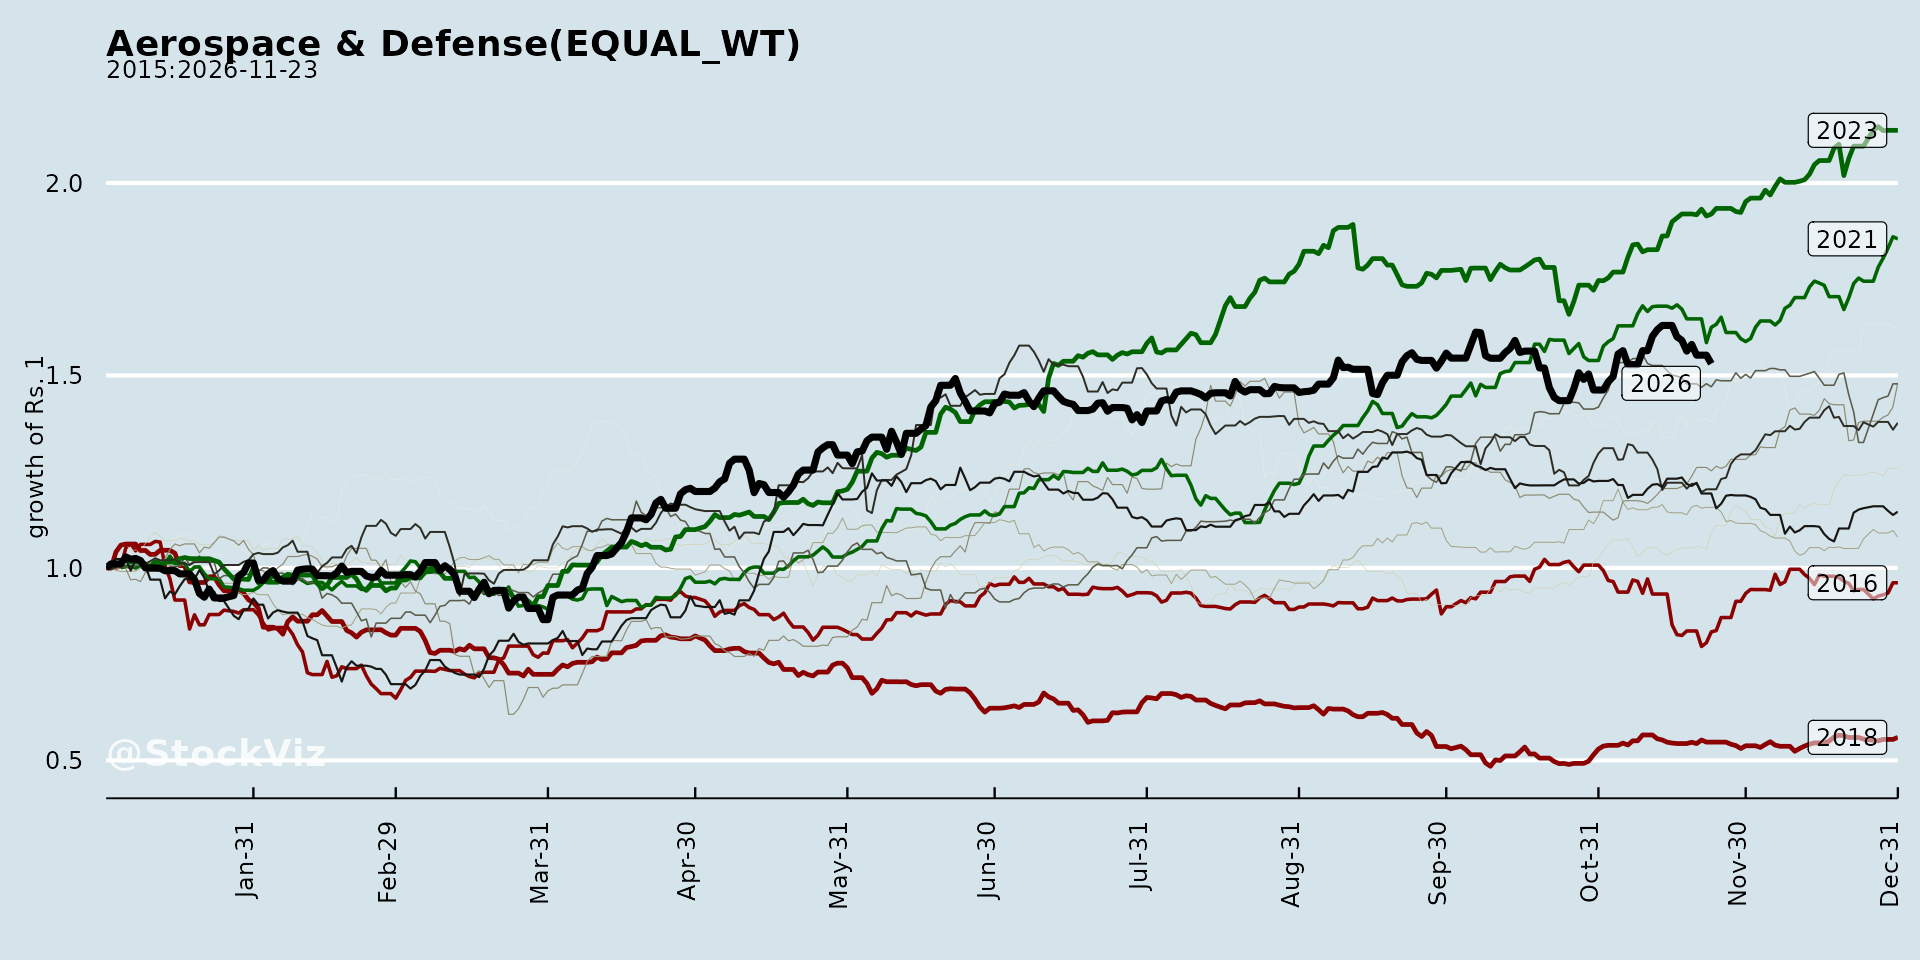 Aerospace & Defense(EQUAL_WT)
2015:2026-11-23
growth of Rs. 1
2.0
1.5
1.0
0.5
2023
2021
2026
2016
2018
@StockViz
Jan-31
Feb-29
Mar-31
Apr-30
May-31
Jun-30
Jul-31
Aug-31
Sep-30
Oct-31
Nov-30
Dec-31